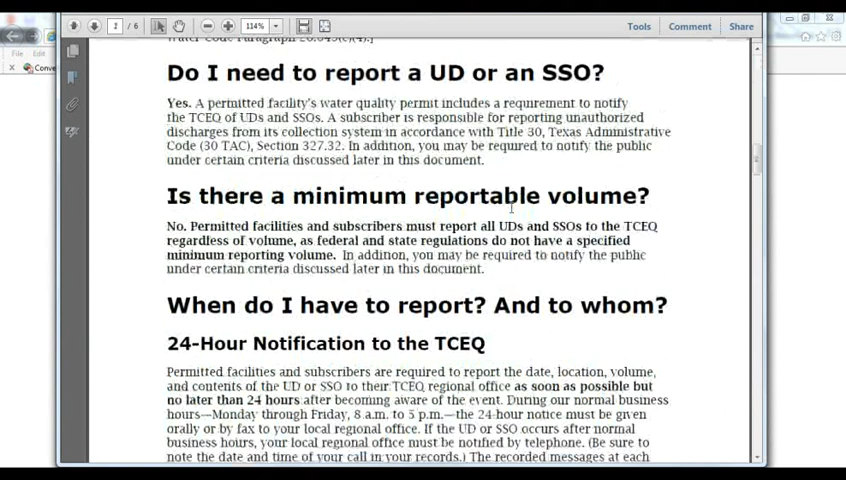 1 / 6 114% Tools Comment Share
File Edit
Conve
Water Code Paragraph 26.049(c)(4).]
Do I need to report a UD or an SSO?
Yes. A permitted facility's water quality permit includes a requirement to notify
the TCEQ of UDs and SSOs. A subscriber is responsible for reporting unauthorized
discharges from its collection system in accordance with Title 30, Texas Administrative
Code (30 TAC), Section 327.32. In addition, you may be required to notify the public
under certain criteria discussed later in this document.
Is there a minimum reportable volume?
No. Permitted facilities and subscribers must report all UDs and SSOs to the TCEQ
regardless of volume, as federal and state regulations do not have a specified
minimum reporting volume. In addition, you may be required to notify the public
under certain criteria discussed later in this document.
When do I have to report? And to whom?
24-Hour Notification to the TCEQ
Permitted facilities and subscribers are required to report the date, location, volume,
and contents of the UD or SSO to their TCEQ regional office as soon as possible but
no later than 24 hours after becoming aware of the event. During our normal business
hours—Monday through Friday, 8 a.m. to 5 p.m.—the 24-hour notice must be given
orally or by fax to your local regional office. If the UD or SSO occurs after normal
business hours, your local regional office must be notified by telephone. (Be sure to
note the date and time of your call in your records.) The recorded messages at each